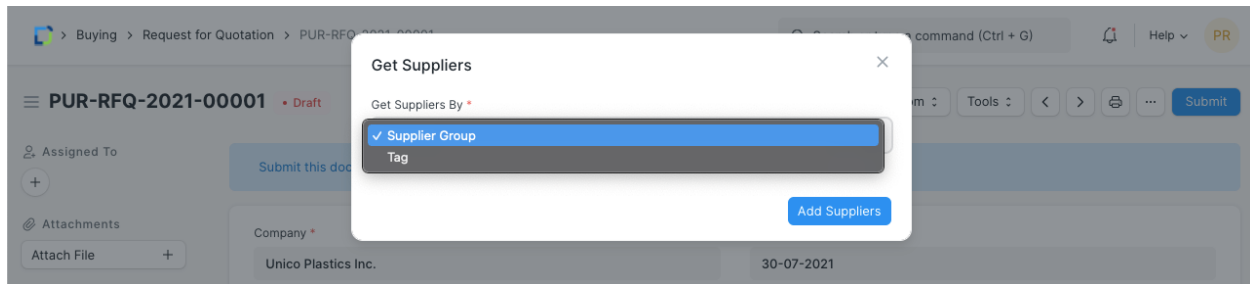 > Buying > Request for Quotation > PUR-RFQ-2021-00001
command (Ctrl + G)
Help
PR
Get Suppliers
PUR-RFQ-2021-00001
• Draft
Get Suppliers By *
Tools
Submit
✓ Supplier Group
Tag
Assigned To
+
Submit this doc
Attachments
Add Suppliers
Company *
Attach File +
Unico Plastics Inc.
30-07-2021